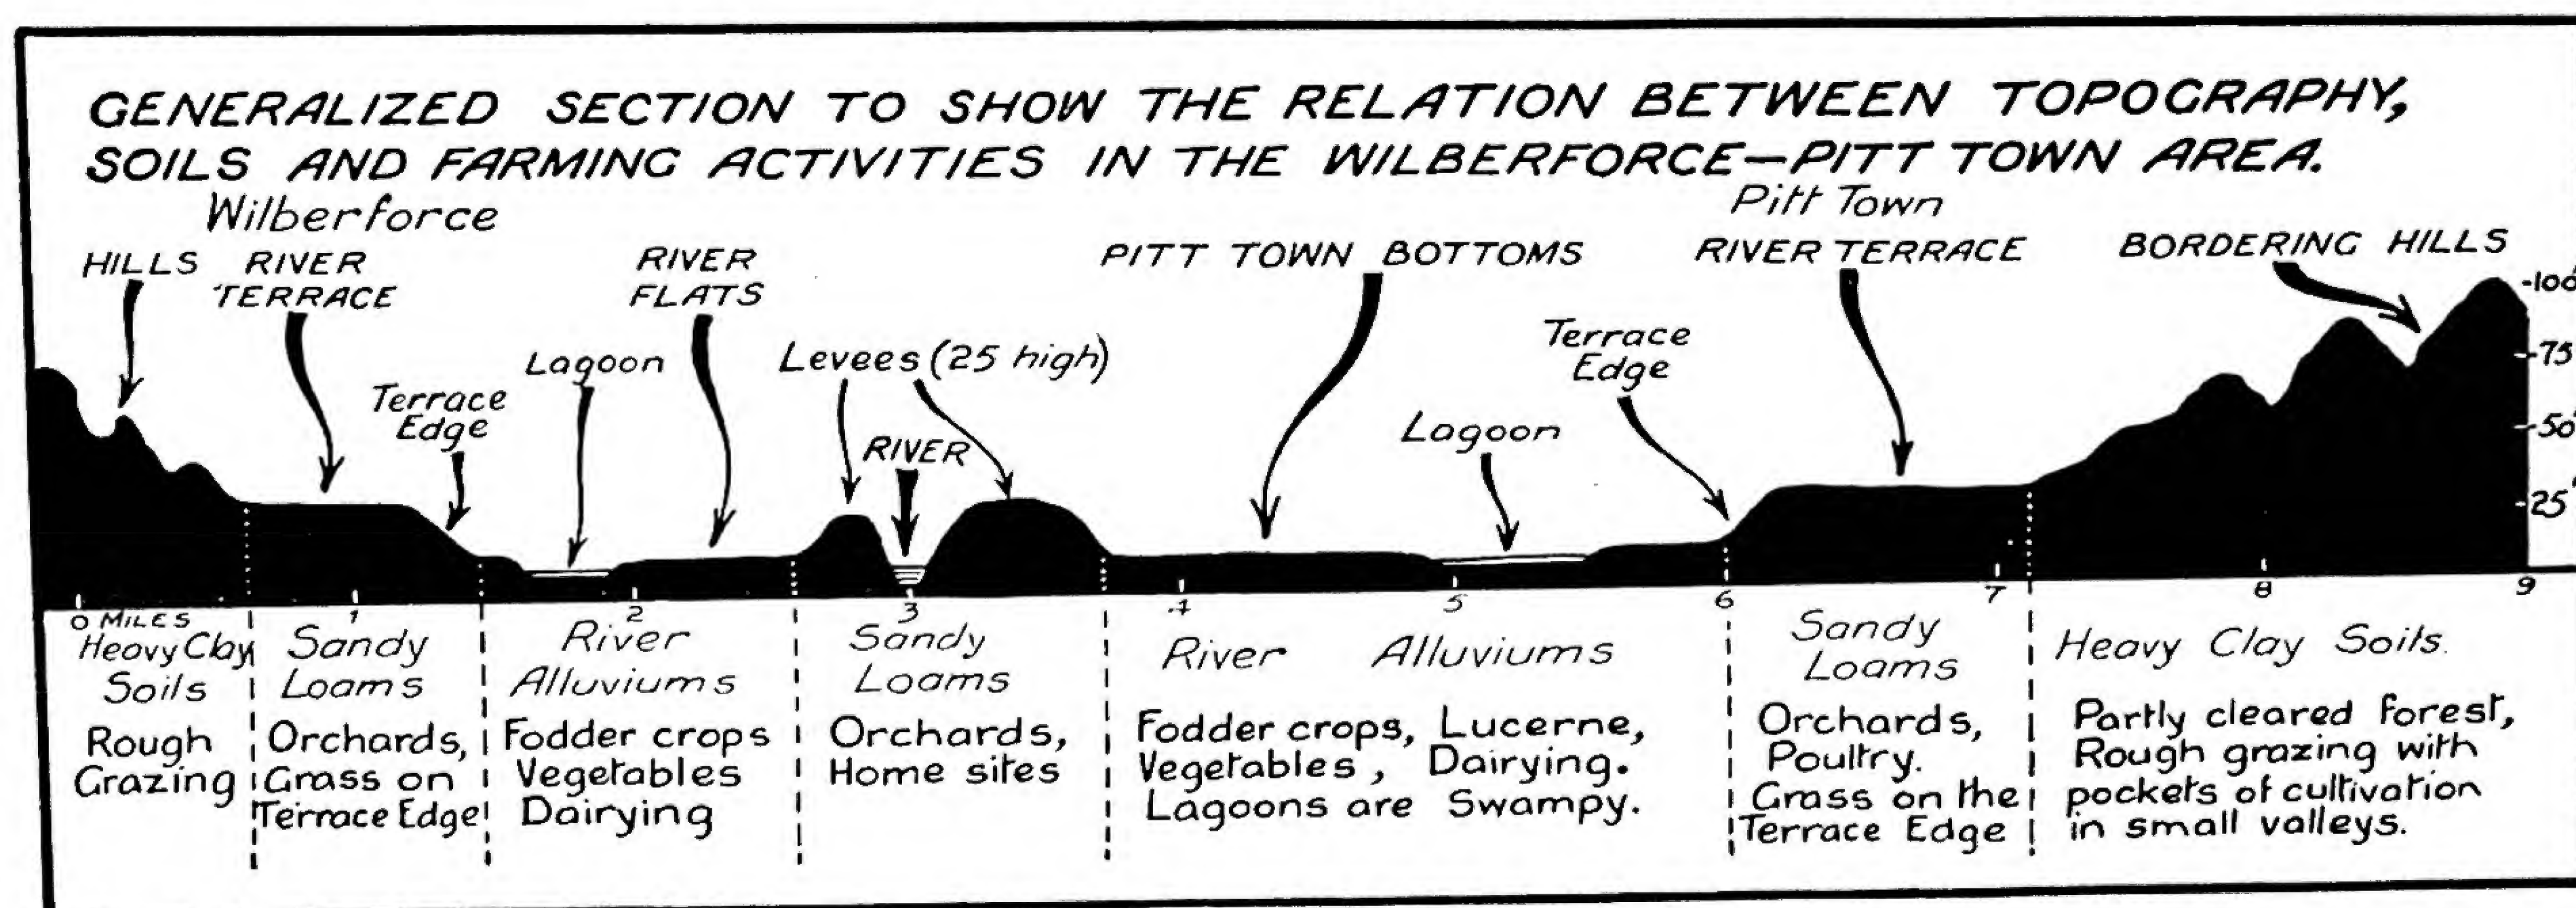 GENERALIZED SECTION TO SHOW THE RELATION BETWEEN TOPOGRAPHY,
SOILS AND FARMING ACTIVITIES IN THE WILBERFORCE—PITT TOWN AREA.
Wilberforce
Pitt Town
HILLS
RIVER
TERRACE
RIVER
FLATS
PITT TOWN BOTTOMS
RIVER TERRACE
BORDERING HILLS
Terrace
Edge
Lagoon
Levees (25 high)
RIVER
Lagoon
Terrace
Edge
-100
-75
-50
-25'
0 MILES 1 2 3 4 5 6 7 8 9
Heavy Clay
Soils
Rough
Grazing
Sandy
Loams
Orchards,
Grass on
Terrace Edge
River
Alluviums
Fodder crops
Vegetables
Dairying
Sandy
Loams
Orchards,
Home sites
River Alluviums
Fodder crops, Lucerne,
Vegetables, Dairying.
Lagoons are Swampy.
Sandy
Loams
Orchards,
Poultry.
Grass on the
Terrace Edge
Heavy Clay Soils.
Partly cleared forest,
Rough grazing with
pockets of cultivation
in small valleys.